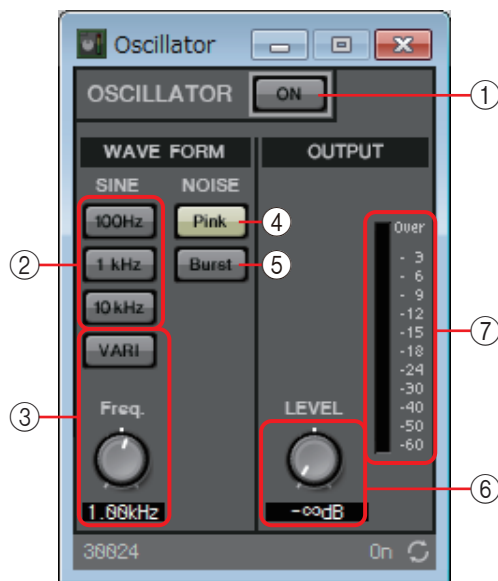 Oscillator
OSCILLATOR ON
①
WAVE FORM
OUTPUT
SINE NOISE
100Hz
Pink
④
1 kHz
②
Burst
⑤
10 kHz
VARI
③
Over
- 3
- 6
- 9
-12
-15
-18
-24
-30
-40
-50
-60
⑦
Freq.
LEVEL
1.00kHz
-∞dB
⑥
30024
On